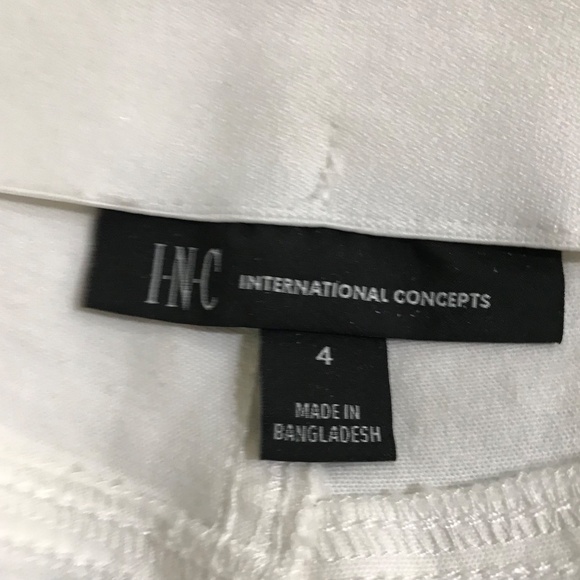 I·N·C INTERNATIONAL CONCEPTS
4
MADE IN
BANGLADESH